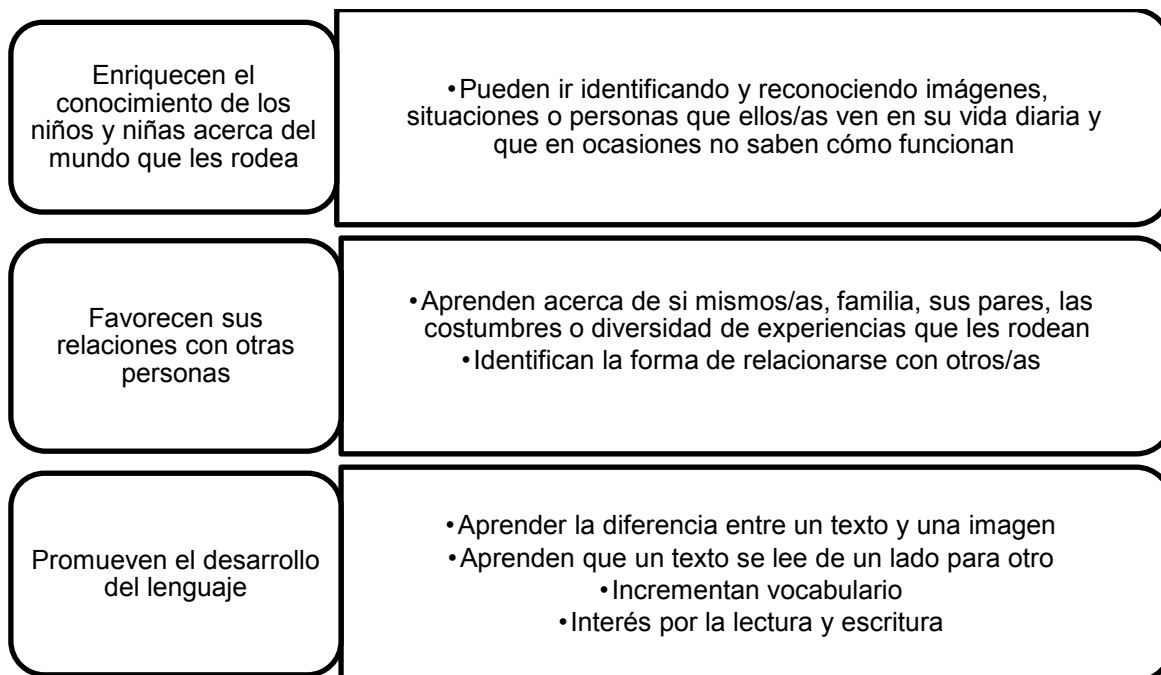 Enriquecen el
conocimiento de los
niños y niñas acerca del
mundo que les rodea
•Pueden ir identificando y reconociendo imágenes,
situaciones o personas que ellos/as ven en su vida diaria y
que en ocasiones no saben cómo funcionan
Favorecen sus
relaciones con otras
personas
•Aprenden acerca de si mismos/as, familia, sus pares, las
costumbres o diversidad de experiencias que les rodean
•Identifican la forma de relacionarse con otros/as
Promueven el desarrollo
del lenguaje
•Aprender la diferencia entre un texto y una imagen
•Aprenden que un texto se lee de un lado para otro
•Incrementan vocabulario
•Interés por la lectura y escritura